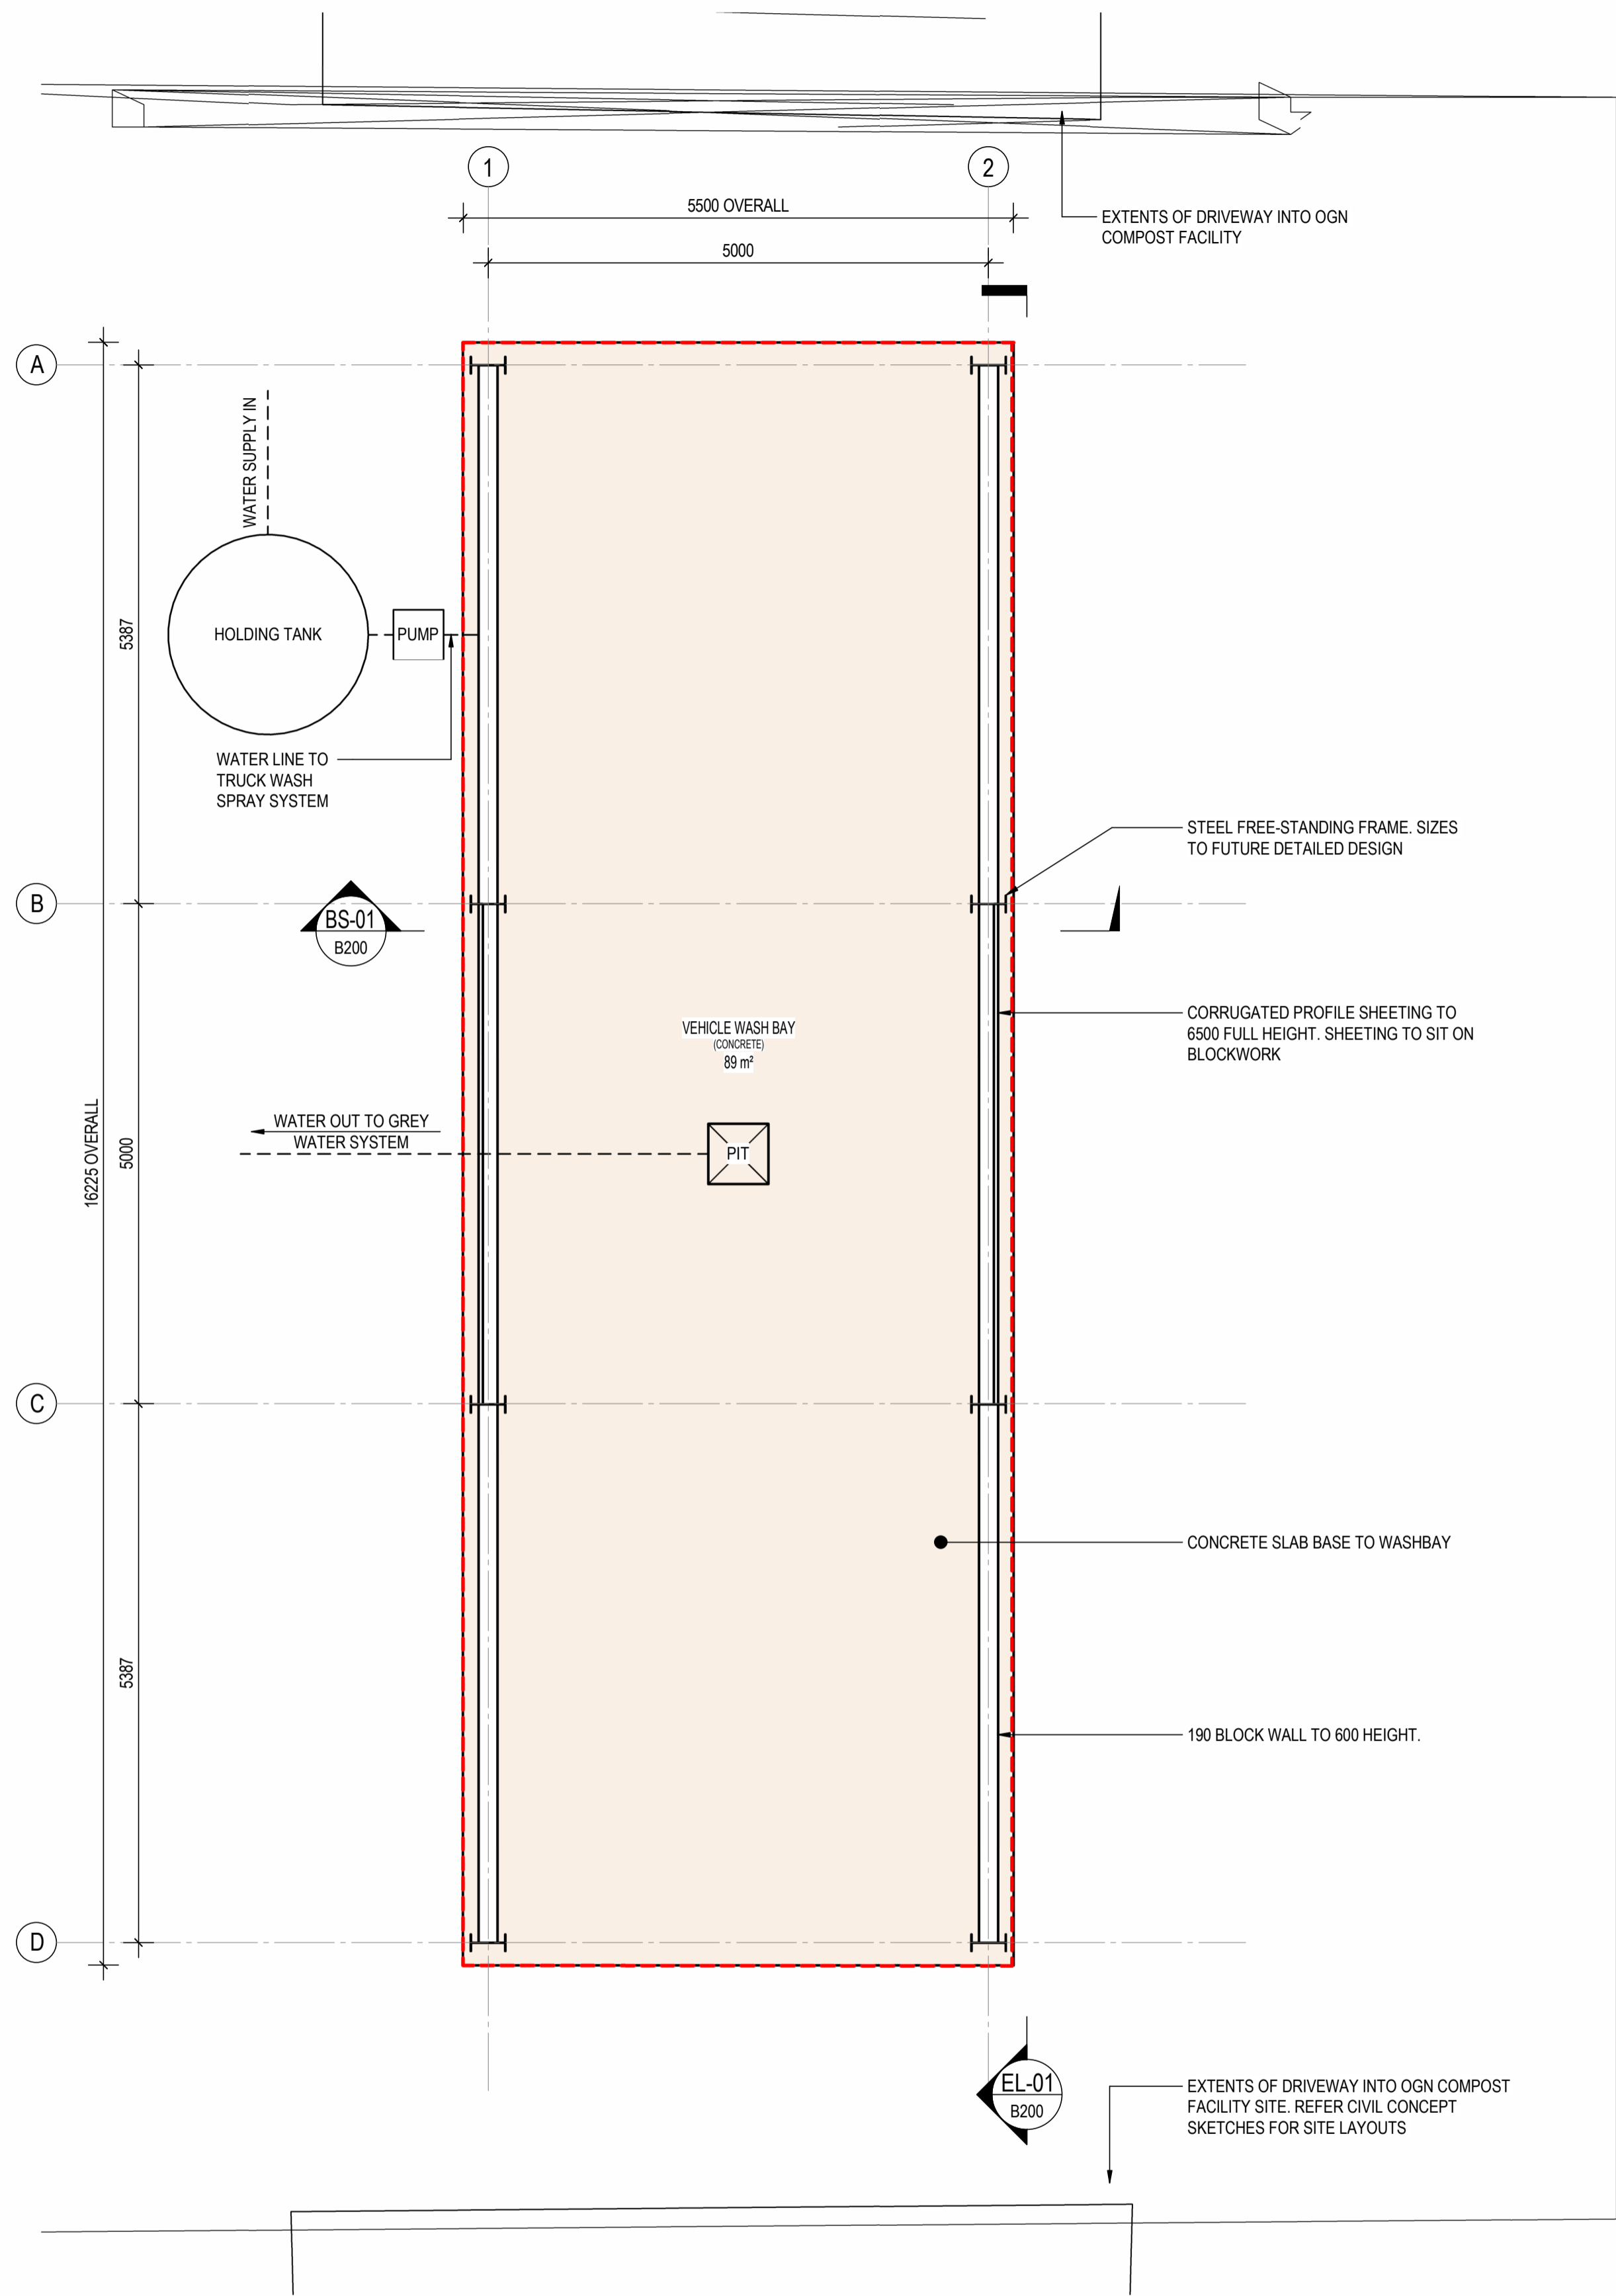 1
2
5500 OVERALL
EXTENTS OF DRIVEWAY INTO OGN
COMPOST FACILITY
5000
A
WATER SUPPLY IN
HOLDING TANK
PUMP
5387
WATER LINE TO
TRUCK WASH
SPRAY SYSTEM
STEEL FREE-STANDING FRAME. SIZES
TO FUTURE DETAILED DESIGN
B
BS-01
B200
CORRUGATED PROFILE SHEETING TO
6500 FULL HEIGHT. SHEETING TO SIT ON
BLOCKWORK
VEHICLE WASH BAY
(CONCRETE)
89 m²
WATER OUT TO GREY
WATER SYSTEM
PIT
16225 OVERALL
5000
C
CONCRETE SLAB BASE TO WASHBAY
5387
190 BLOCK WALL TO 600 HEIGHT.
D
EL-01
B200
EXTENTS OF DRIVEWAY INTO OGN COMPOST
FACILITY SITE. REFER CIVIL CONCEPT
SKETCHES FOR SITE LAYOUTS